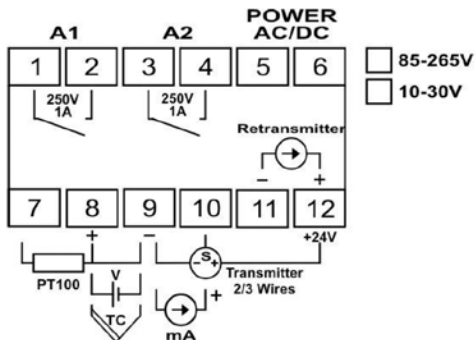 A1 A2 POWER
AC/DC
1 2 3 4 5 6
85-265V
10-30V
250V
1A
250V
1A
Retransmitter
− +
7 8 9 10 11 12
+ − +24V
PT100
V
TC
S
− +
Transmitter
2/3 Wires
− +
mA